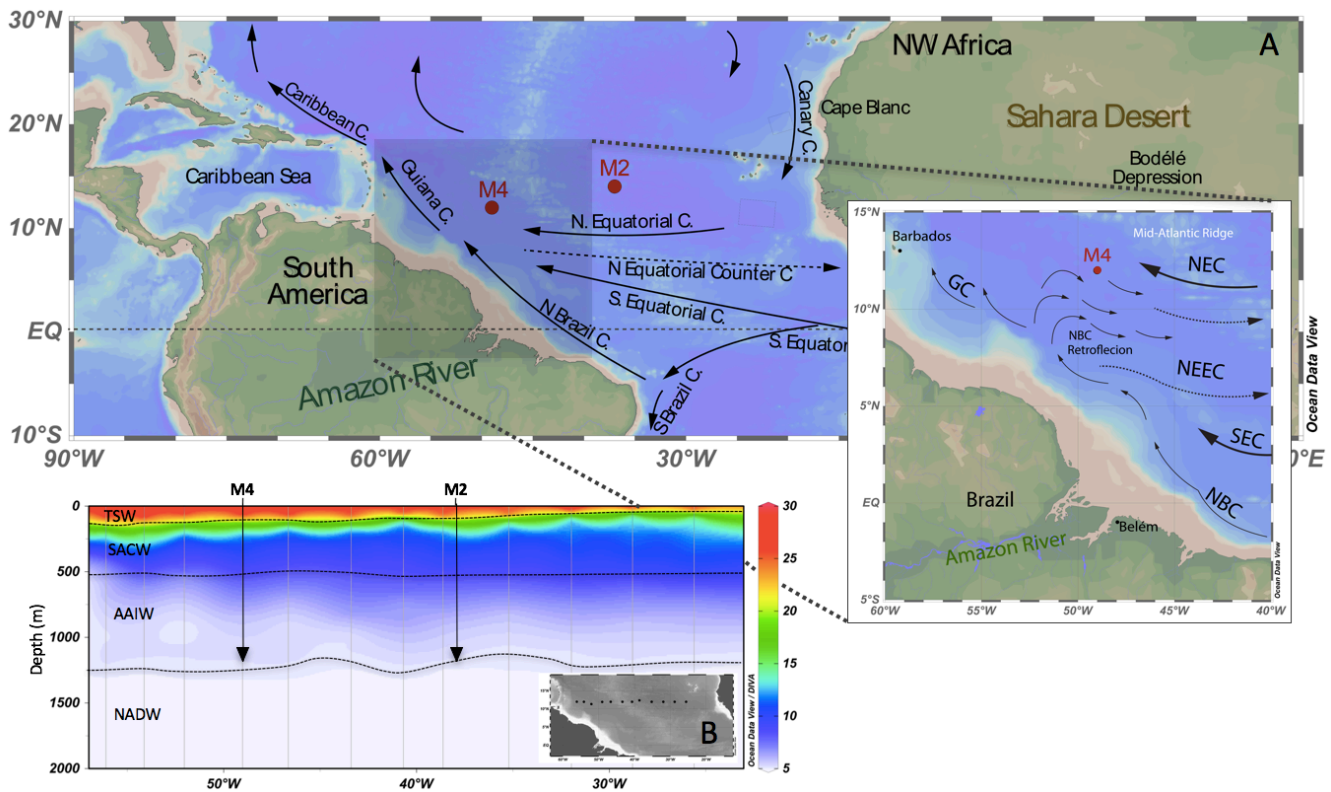 30°N
20°N
10°N
EQ
10°S
90°W
60°W
30°W
0°E
A
NW Africa
Cape Blanc
Sahara Desert
Bodélé
Depression
Canary C.
Caribbean C.
Caribbean Sea
Guiana C.
M4
M2
N. Equatorial C.
N Equatorial Counter C
S. Equatorial C.
S. Equator
N Brazil C.
S Brazil C.
South
America
Amazon River
Ocean Data View
15°N
10°N
5°N
EQ
5°S
60°W
55°W
50°W
45°W
40°W
Barbados
Mid-Atlantic Ridge
M4
NEC
GC
NBC
Retroflecion
NEEC
SEC
NBC
Brazil
Belém
Amazon River
Ocean Data View
M4
M2
0
500
1000
1500
2000
Depth (m)
TSW
SACW
AAIW
NADW
50°W
40°W
30°W
30
25
20
15
10
5
Ocean Data View / DIVA
B